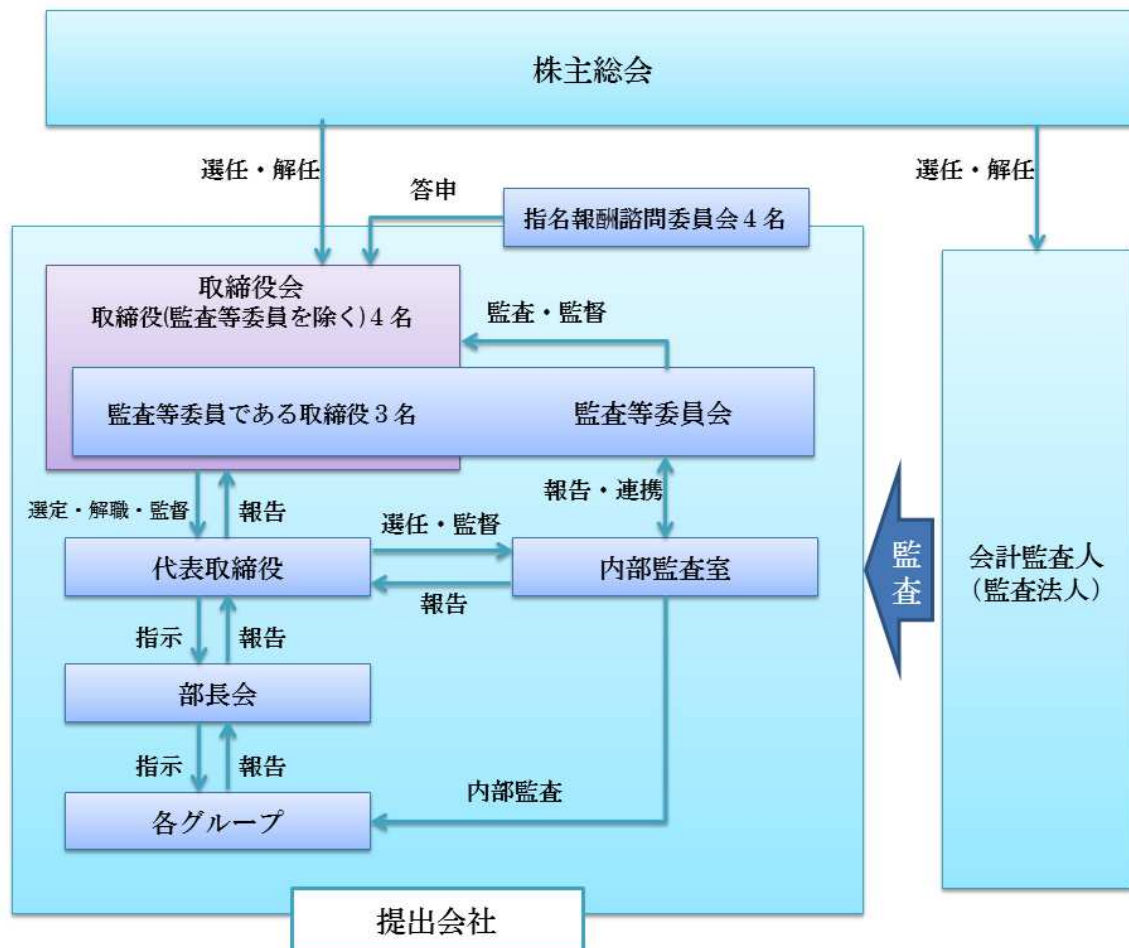 株主総会
選任・解任
選任・解任
答申
指名報酬諮問委員会4名
取締役会
取締役(監査等委員を除く)4名
監査・監督
監査等委員である取締役3名
監査等委員会
選定・解職・監督
報告
報告・連携
選任・監督
代表取締役
内部監査室
報告
監査
会計監査人
(監査法人)
指示
報告
部長会
指示
報告
内部監査
各グループ
提出会社